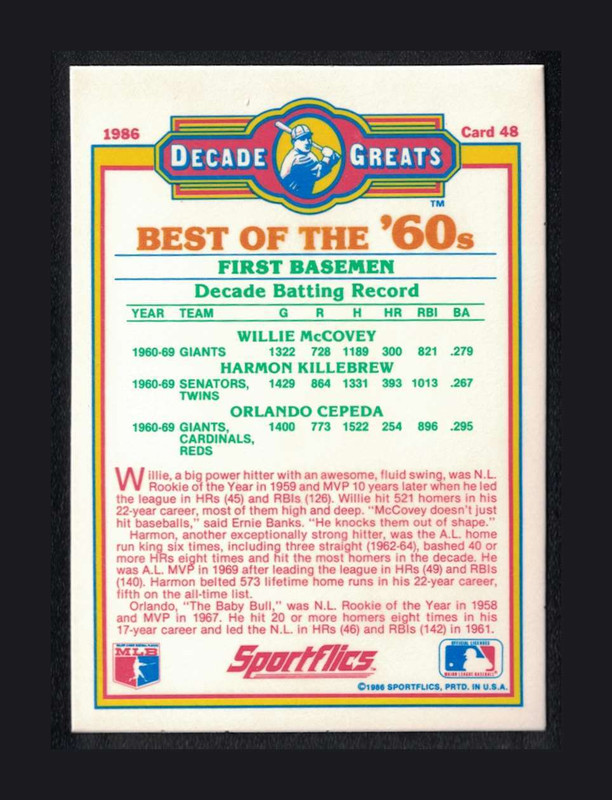 1986
Card 48
DECADE GREATS
TM
BEST OF THE '60s
FIRST BASEMEN
Decade Batting Record
YEAR TEAM G R H HR RBI BA
WILLIE McCOVEY
1960-69 GIANTS 1322 728 1189 300 821 .279
HARMON KILLEBREW
1960-69 SENATORS, 1429 864 1331 393 1013 .267
TWINS
ORLANDO CEPEDA
1960-69 GIANTS, 1400 773 1522 254 896 .295
CARDINALS,
REDS
Willie, a big power hitter with an awesome, fluid swing, was N.L.
Rookie of the Year in 1959 and MVP 10 years later when he led
the league in HRs (45) and RBIs (126). Willie hit 521 homers in his
22-year career, most of them high and deep. "McCovey doesn't just
hit baseballs," said Ernie Banks. "He knocks them out of shape."
Harmon, another exceptionally strong hitter, was the A.L. home
run king six times, including three straight (1962-64), bashed 40 or
more HRs eight times and hit the most homers in the decade. He
was A.L. MVP in 1969 after leading the league in HRs (49) and RBIs
(140). Harmon belted 573 lifetime home runs in his 22-year career,
fifth on the all-time list.
Orlando, "The Baby Bull," was N.L. Rookie of the Year in 1958
and MVP in 1967. He hit 20 or more homers eight times in his
17-year career and led the N.L. in HRs (46) and RBIs (142) in 1961.
MLB
Sportflics
OFFICIAL LICENSEE
MAJOR LEAGUE BASEBALL
©1986 SPORTFLICS, PRTD. IN U.S.A.